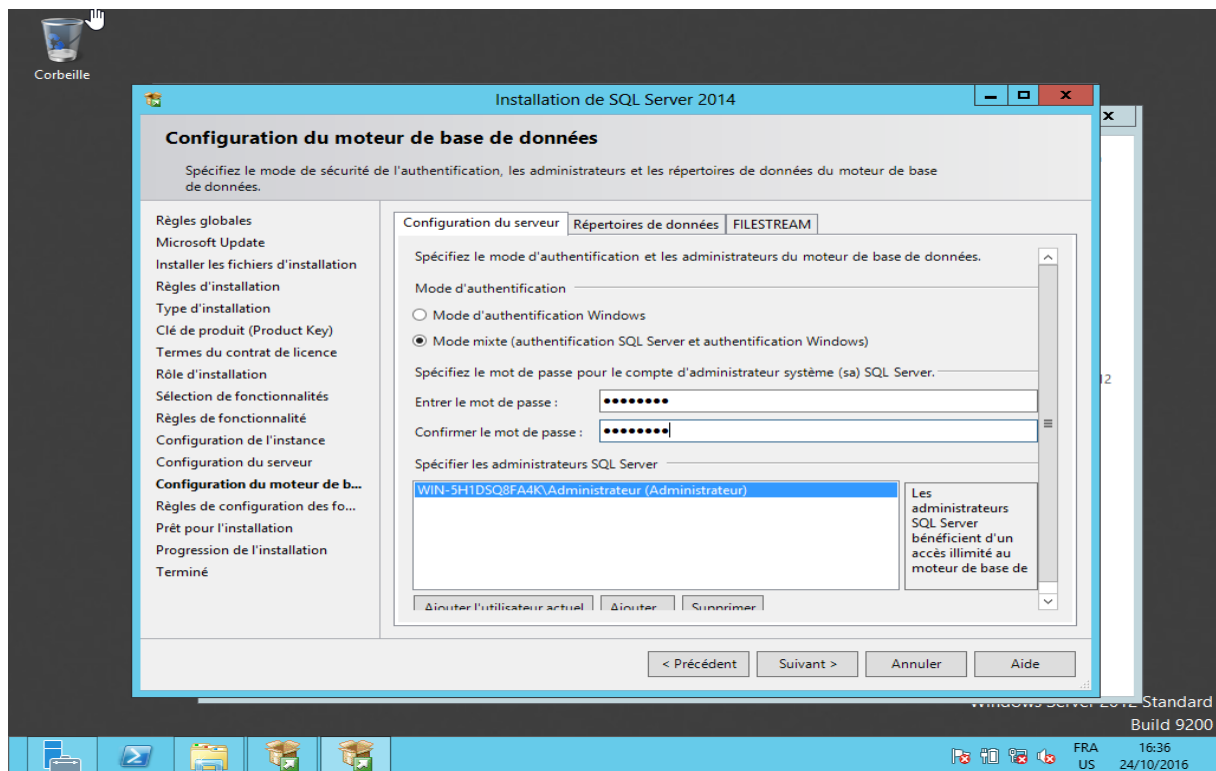 Corbeille
Installation de SQL Server 2014
Configuration du moteur de base de données
Spécifiez le mode de sécurité de l'authentification, les administrateurs et les répertoires de données du moteur de base
de données.
Règles globales
Microsoft Update
Installer les fichiers d'installation
Règles d'installation
Type d'installation
Clé de produit (Product Key)
Termes du contrat de licence
Rôle d'installation
Sélection de fonctionnalités
Règles de fonctionnalité
Configuration de l'instance
Configuration du serveur
Configuration du moteur de b...
Règles de configuration des fo...
Prêt pour l'installation
Progression de l'installation
Terminé
Configuration du serveur Répertoires de données FILESTREAM
Spécifiez le mode d'authentification et les administrateurs du moteur de base de données.
Mode d'authentification
Mode d'authentification Windows
Mode mixte (authentification SQL Server et authentification Windows)
Spécifiez le mot de passe pour le compte d'administrateur système (sa) SQL Server.
Entrer le mot de passe : ●●●●●●●●
Confirmer le mot de passe : ●●●●●●●●
Spécifier les administrateurs SQL Server
WIN-5H1DSQ8FA4K\Administrateur (Administrateur)
Les
administrateurs
SQL Server
bénéficient d'un
accès illimité au
moteur de base de
Ajouter l'utilisateur actuel Ajouter... Supprimer
< Précédent Suivant > Annuler Aide
12
Windows Server 2012 Standard
Build 9200
FRA 16:36
US 24/10/2016